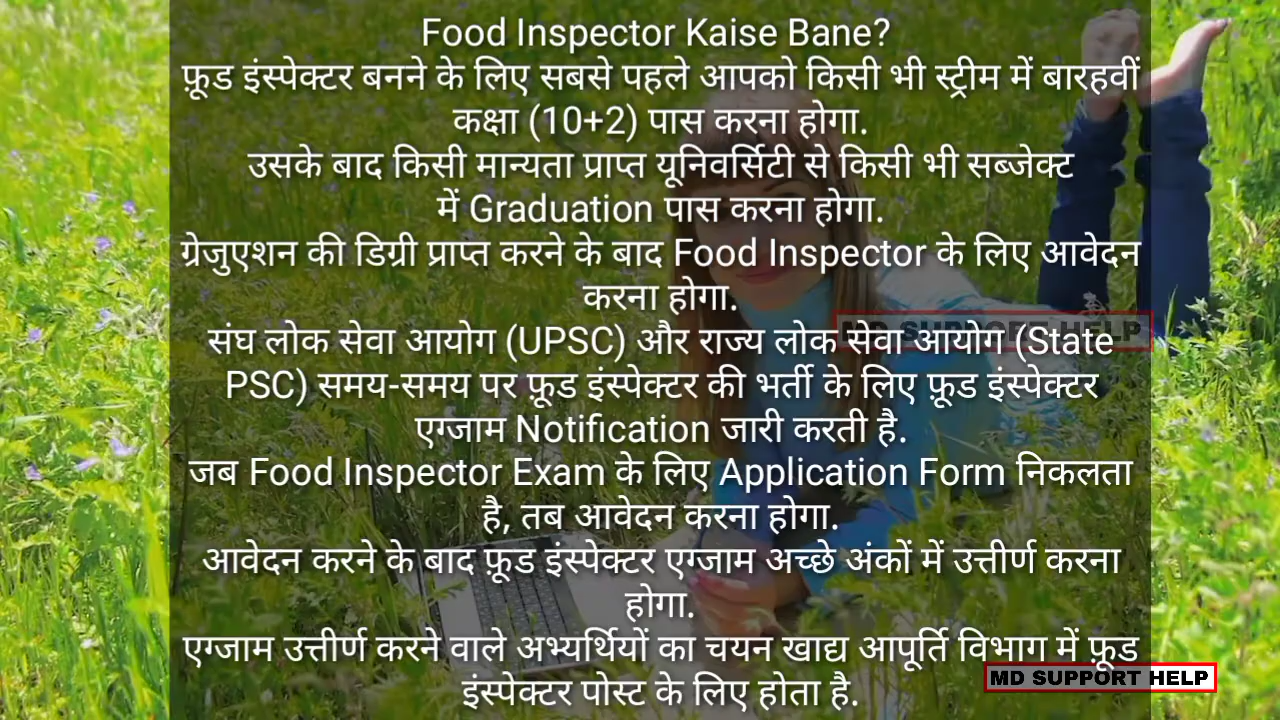 Food Inspector Kaise Bane?
फ़ूड इंस्पेक्टर बनने के लिए सबसे पहले आपको किसी भी स्ट्रीम में बारहवीं
कक्षा (10+2) पास करना होगा.
उसके बाद किसी मान्यता प्राप्त यूनिवर्सिटी से किसी भी सब्जेक्ट
में Graduation पास करना होगा.
ग्रेजुएशन की डिग्री प्राप्त करने के बाद Food Inspector के लिए आवेदन
करना होगा.
MD SUPPORT HELP
संघ लोक सेवा आयोग (UPSC) और राज्य लोक सेवा आयोग (State
PSC) समय-समय पर फ़ूड इंस्पेक्टर की भर्ती के लिए फ़ूड इंस्पेक्टर
एग्जाम Notification जारी करती है.
जब Food Inspector Exam के लिए Application Form निकलता
है, तब आवेदन करना होगा.
आवेदन करने के बाद फ़ूड इंस्पेक्टर एग्जाम अच्छे अंकों में उत्तीर्ण करना
होगा.
एग्जाम उत्तीर्ण करने वाले अभ्यर्थियों का चयन खाद्य आपूर्ति विभाग में फ़ूड
इंस्पेक्टर पोस्ट के लिए होता है.
MD SUPPORT HELP